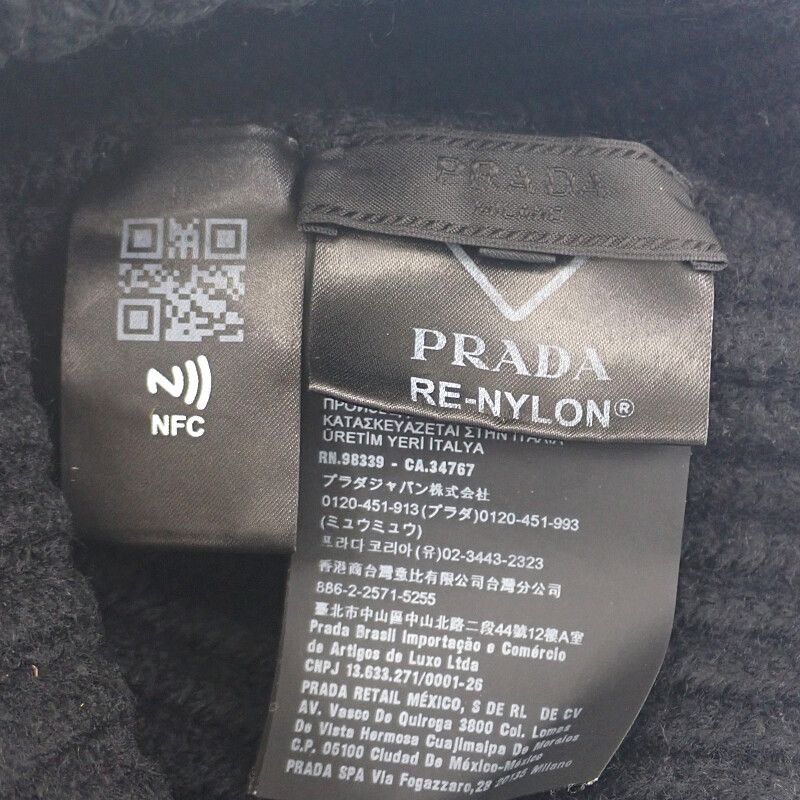 PRADA
MILANO
PRADA
RE-NYLON®
NFC
ΚΑΤΑΣΚΕΥΑΖΕΤΑΙ ΣΤΗΝ ΙΤΑΛΙΑ
ÜRETİM YERİ İTALYA
RN.98339 - CA.34767
プラダジャパン株式会社
0120-451-913(プラダ)0120-451-993
(ミュウミュウ)
프라다코리아(유)02-3443-2323
香港商台灣普比有限公司台灣分公司
886-2-2571-5255
臺北市中山區中山北路二段44號12樓A室
Prada Brasil Importação e Comércio
de Artigos de Luxo Ltda
CNPJ 13.633.271/0001-26
PRADA RETAIL MÉXICO, S DE RL DE CV
AV. Vasco De Quiroga 3800 Col. Lomas
De Vista Hermosa Cuajimalpa De Morelos
C.P. 05100 Ciudad De México-México
PRADA SPA Via Fogazzaro,28 20135 Milano